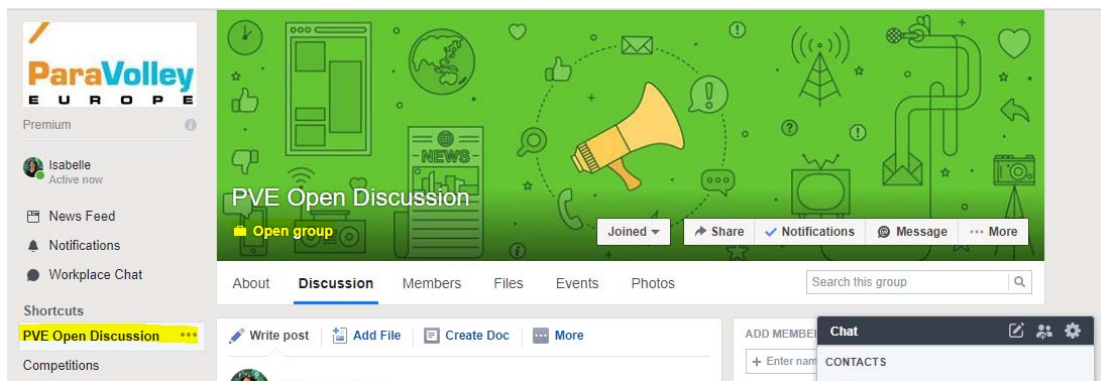 ParaVolley
EUROPE
Premium
Isabelle
Active now
News Feed
Notifications
Workplace Chat
Shortcuts
PVE Open Discussion
Competitions
NEWS
PVE Open Discussion
Open group
Joined
Share
Notifications
Message
More
About Discussion Members Files Events Photos
Search this group
Write post Add File Create Doc More
ADD MEMBE
+ Enter nam
Chat
CONTACTS